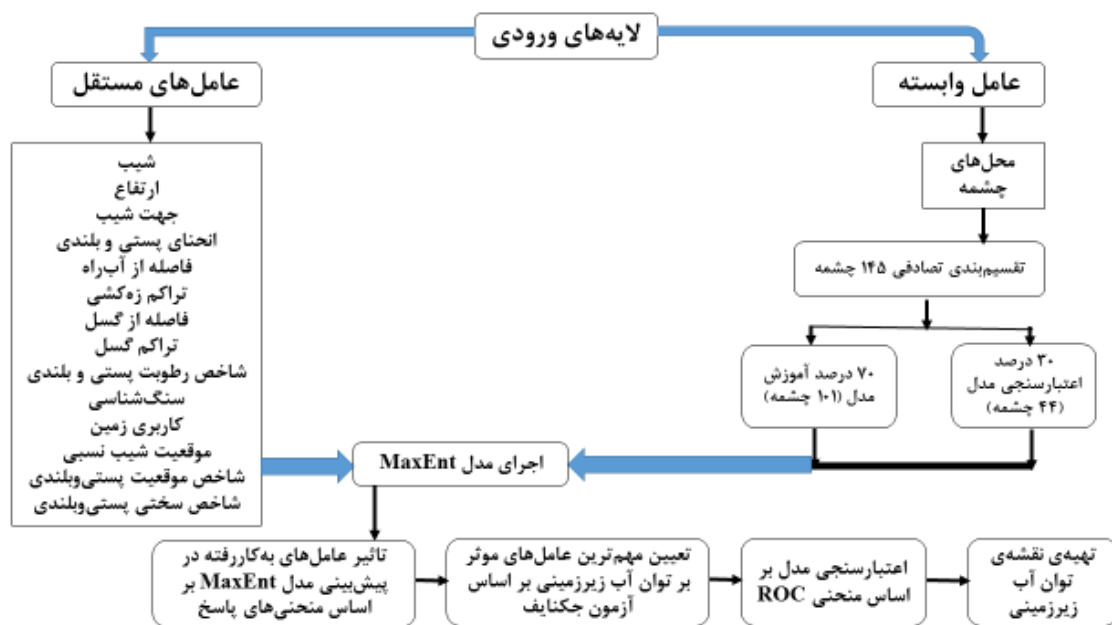 لایه‌های ورودی
عامل وابسته
عامل‌های مستقل
محل‌های
چشمه
تقسیم‌بندی تصادفی ۱۴۵ چشمه
۳۰ درصد
اعتبارسنجی مدل
(۴۴ چشمه)
۷۰ درصد آموزش
مدل (۱۰۱ چشمه)
شیب
ارتفاع
جهت شیب
انحنای پستی و بلندی
فاصله از آب‌راه
تراکم زه‌کشی
فاصله از گسل
تراکم گسل
شاخص رطوبت پستی و بلندی
سنگ‌شناسی
کاربری زمین
موقعیت شیب نسبی
شاخص موقعیت پستی‌وبلندی
شاخص سختی پستی‌وبلندی
اجرای مدل MaxEnt
تاثیر عامل‌های به‌کاررفته در
پیش‌بینی مدل MaxEnt بر
اساس منحنی‌های پاسخ
تعیین مهم‌ترین عامل‌های موثر
بر توان آب زیرزمینی بر اساس
آزمون جکنایف
اعتبارسنجی مدل بر
اساس منحنی ROC
تهیه‌ی نقشه‌ی
توان آب
زیرزمینی